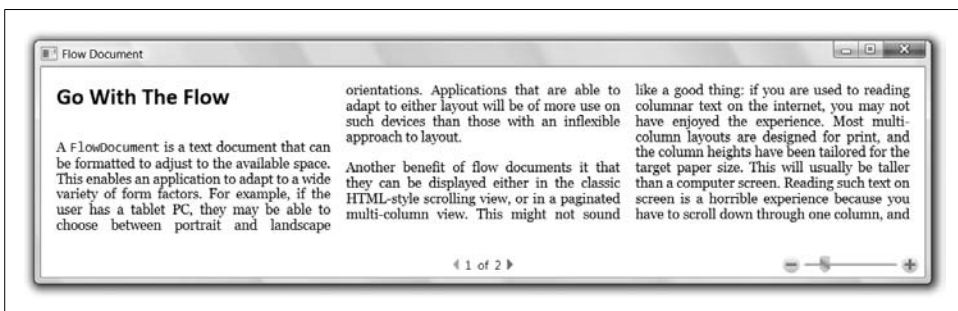 Flow Document
Go With The Flow
A FlowDocument is a text document that can
be formatted to adjust to the available space.
This enables an application to adapt to a wide
variety of form factors. For example, if the
user has a tablet PC, they may be able to
choose between portrait and landscape
orientations. Applications that are able to
adapt to either layout will be of more use on
such devices than those with an inflexible
approach to layout.
Another benefit of flow documents it that
they can be displayed either in the classic
HTML-style scrolling view, or in a paginated
multi-column view. This might not sound
like a good thing: if you are used to reading
columnar text on the internet, you may not
have enjoyed the experience. Most multi-
column layouts are designed for print, and
the column heights have been tailored for the
target paper size. This will usually be taller
than a computer screen. Reading such text on
screen is a horrible experience because you
have to scroll down through one column, and
1 of 2